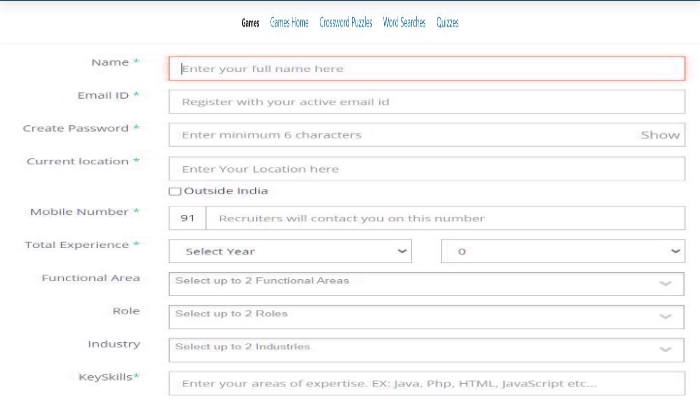 Games Games Home Crossword Puzzles Word Searches Quizzes
Name * Enter your full name here
Email ID * Register with your active email id
Create Password * Enter minimum 6 characters Show
Current location * Enter Your Location here
Outside India
Mobile Number * 91 Recruiters will contact you on this number
Total Experience * Select Year 0
Functional Area Select up to 2 Functional Areas
Role Select up to 2 Roles
Industry Select up to 2 Industries
KeySkills* Enter your areas of expertise. EX: Java, Php, HTML, JavaScript etc...